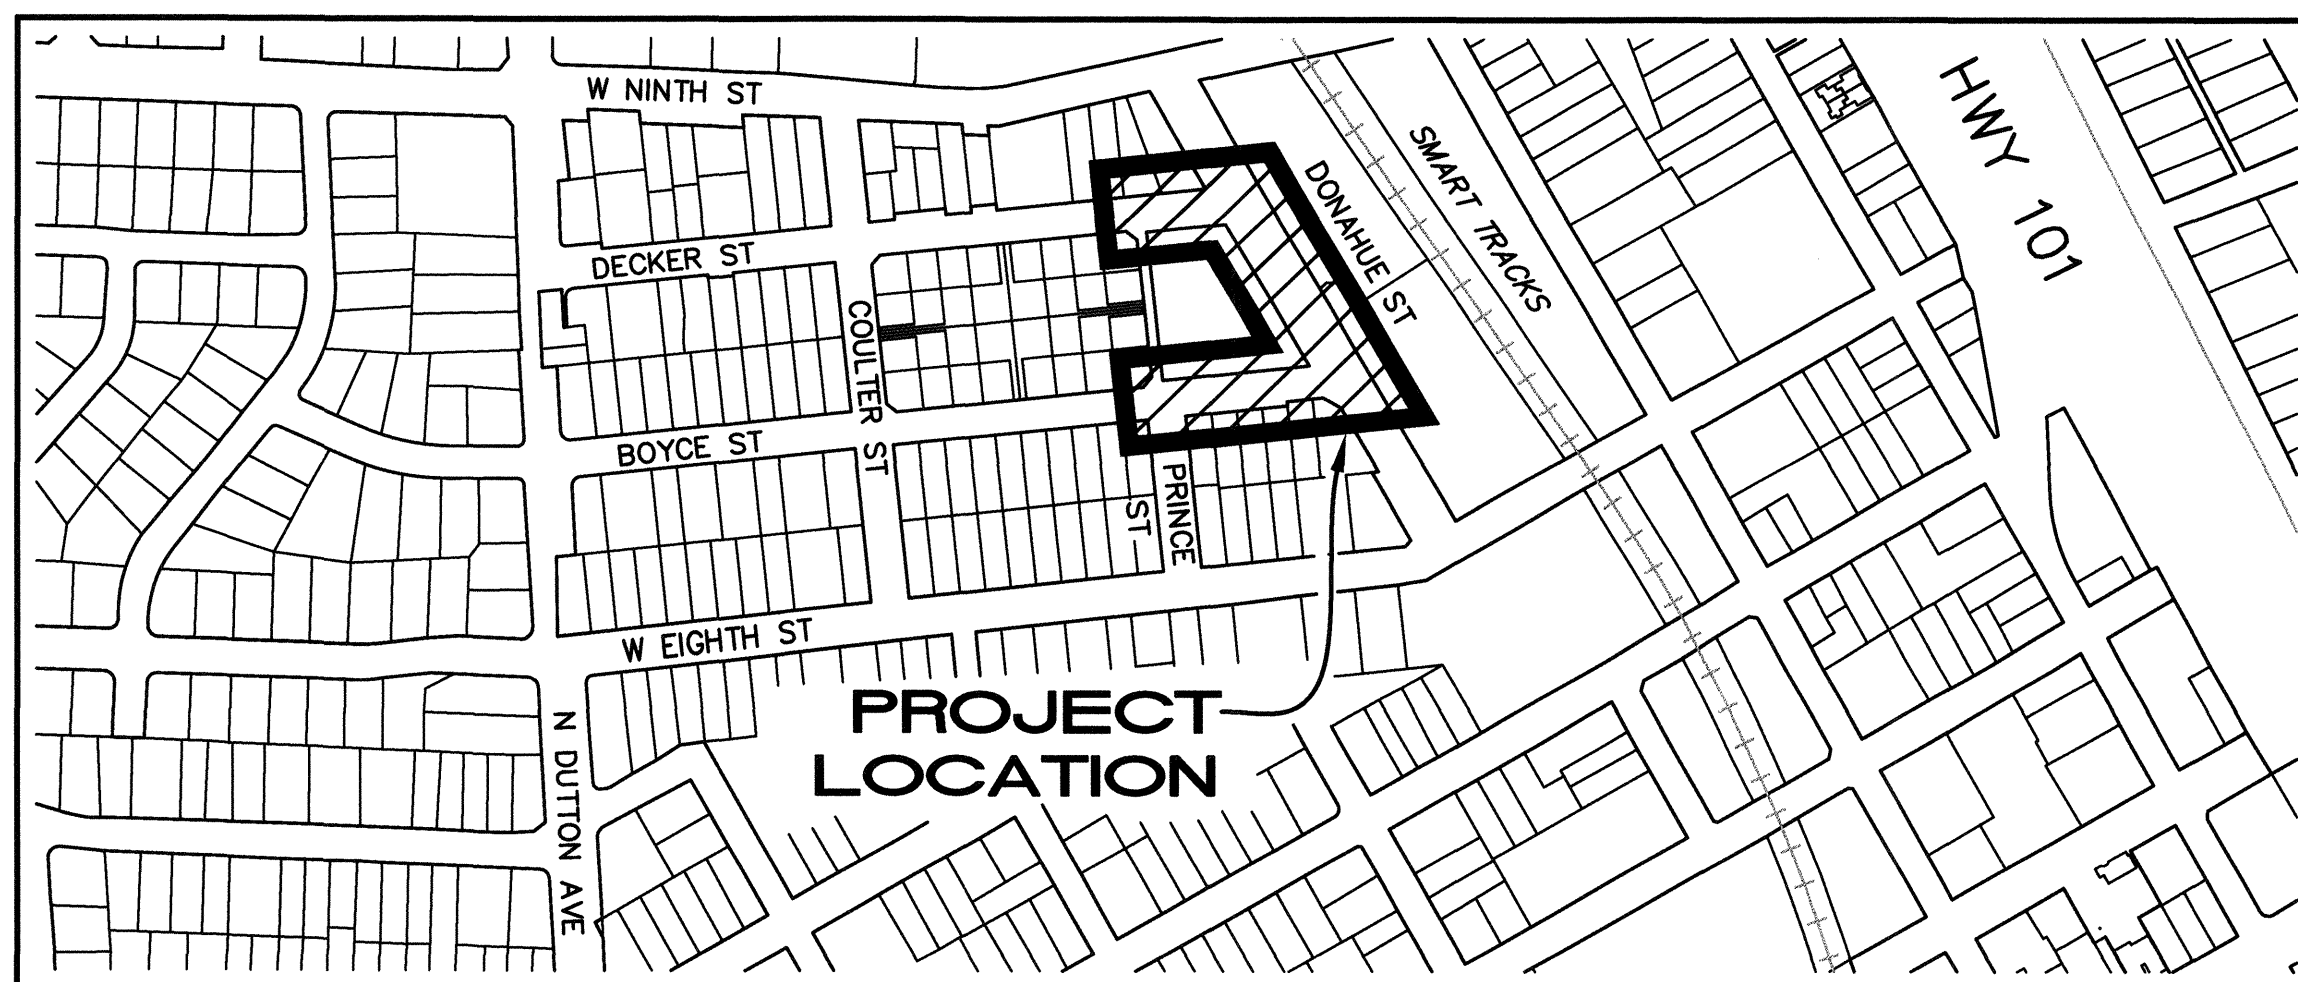 W NINTH ST
HWY 101
SMART TRACKS
DONAHUE ST
DECKER ST
COULTER ST
BOYCE ST
PRINCE ST
W EIGHTH ST
PROJECT
LOCATION
N DUTTON AVE